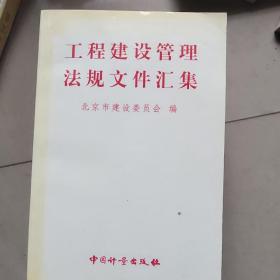 工程建设管理
法规文件汇集
北京市建设委员会 编
中国计量出版社